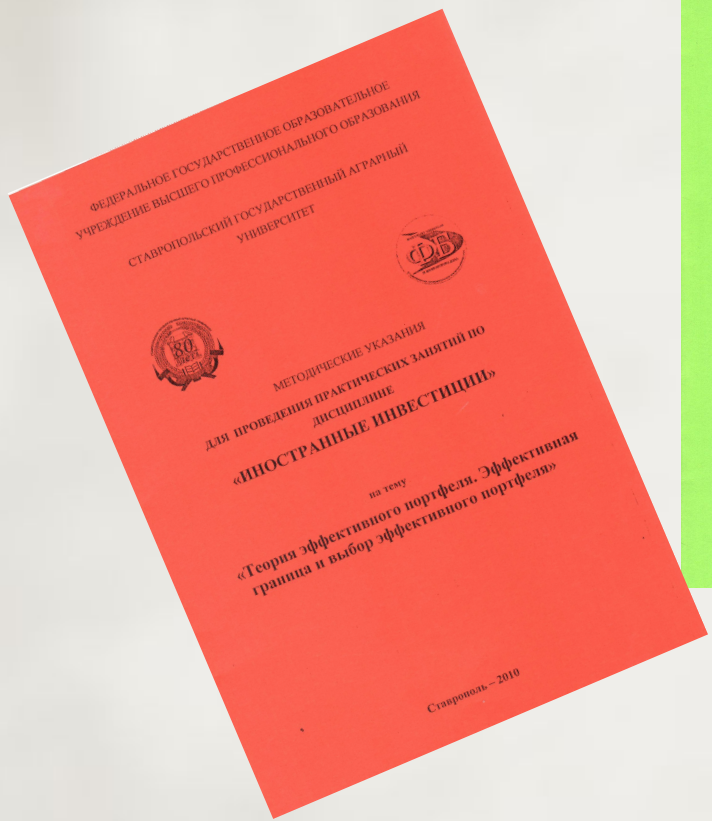 ФЕДЕРАЛЬНОЕ ГОСУДАРСТВЕННОЕ ОБРАЗОВАТЕЛЬНОЕ
УЧРЕЖДЕНИЕ ВЫСШЕГО ПРОФЕССИОНАЛЬНОГО ОБРАЗОВАНИЯ
СТАВРОПОЛЬСКИЙ ГОСУДАРСТВЕННЫЙ АГРАРНЫЙ
УНИВЕРСИТЕТ
80
МЕТОДИЧЕСКИЕ УКАЗАНИЯ
ДЛЯ ПРОВЕДЕНИЯ ПРАКТИЧЕСКИХ ЗАНЯТИЙ ПО
ДИСЦИПЛИНЕ
«ИНОСТРАННЫЕ ИНВЕСТИЦИИ»
на тему
«Теория эффективного портфеля. Эффективная
граница и выбор эффективного портфеля»
Ставрополь – 2010